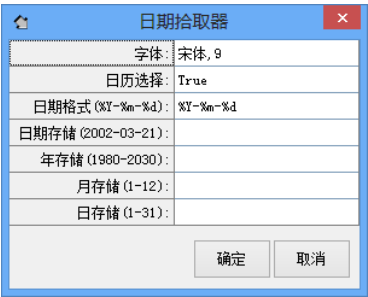 日期拾取器
字体: 宋体,9
日历选择: True
日期格式(%Y-%m-%d): %Y-%m-%d
日期存储(2002-03-21):
年存储(1980-2030):
月存储(1-12):
日存储(1-31):
确定 取消